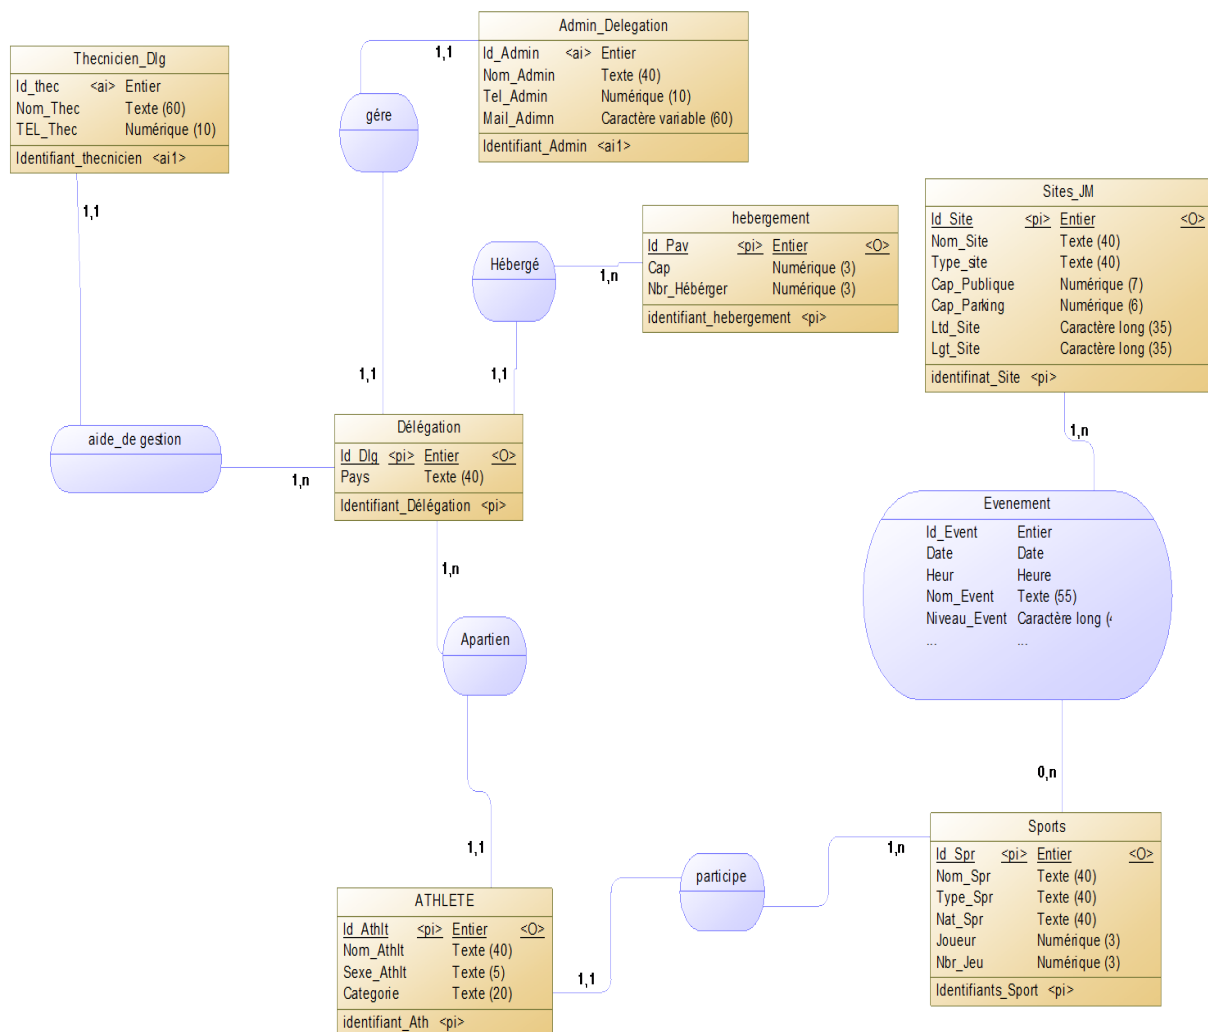 Admin_Delegation
Id_Admin <ai> Entier
Nom_Admin Texte (40)
Tel_Admin Numérique (10)
Mail_Adimn Caractère variable (60)
Identifiant_Admin <ai1>
1,1
Thecnicien_Dlg
Id_thec <ai> Entier
Nom_Thec Texte (60)
TEL_Thec Numérique (10)
Identifiant_thecnicien <ai1>
1,1
gére
1,1
hebergement
Id_Pav <pi> Entier <O>
Cap Numérique (3)
Nbr_Hébérger Numérique (3)
identifiant_hebergement <pi>
Hébergé
1,n
1,1
Sites_JM
Id_Site <pi> Entier <O>
Nom_Site Texte (40)
Type_site Texte (40)
Cap_Publique Numérique (7)
Cap_Parking Numérique (6)
Ltd_Site Caractère long (35)
Lgt_Site Caractère long (35)
identifinat_Site <pi>
1,n
aide_de gestion
1,n
Délégation
Id_Dlg <pi> Entier <O>
Pays Texte (40)
Identifiant_Délégation <pi>
1,n
Evenement
Id_Event Entier
Date Date
Heur Heure
Nom_Event Texte (55)
Niveau_Event Caractère long (
... ...
0,n
Apartien
1,1
ATHLETE
Id_Athlt <pi> Entier <O>
Nom_Athlt Texte (40)
Sexe_Athlt Texte (5)
Categorie Texte (20)
identifiant_Ath <pi>
1,1
participe
1,n
Sports
Id_Spr <pi> Entier <O>
Nom_Spr Texte (40)
Type_Spr Texte (40)
Nat_Spr Texte (40)
Joueur Numérique (3)
Nbr_Jeu Numérique (3)
Identifiants_Sport <pi>